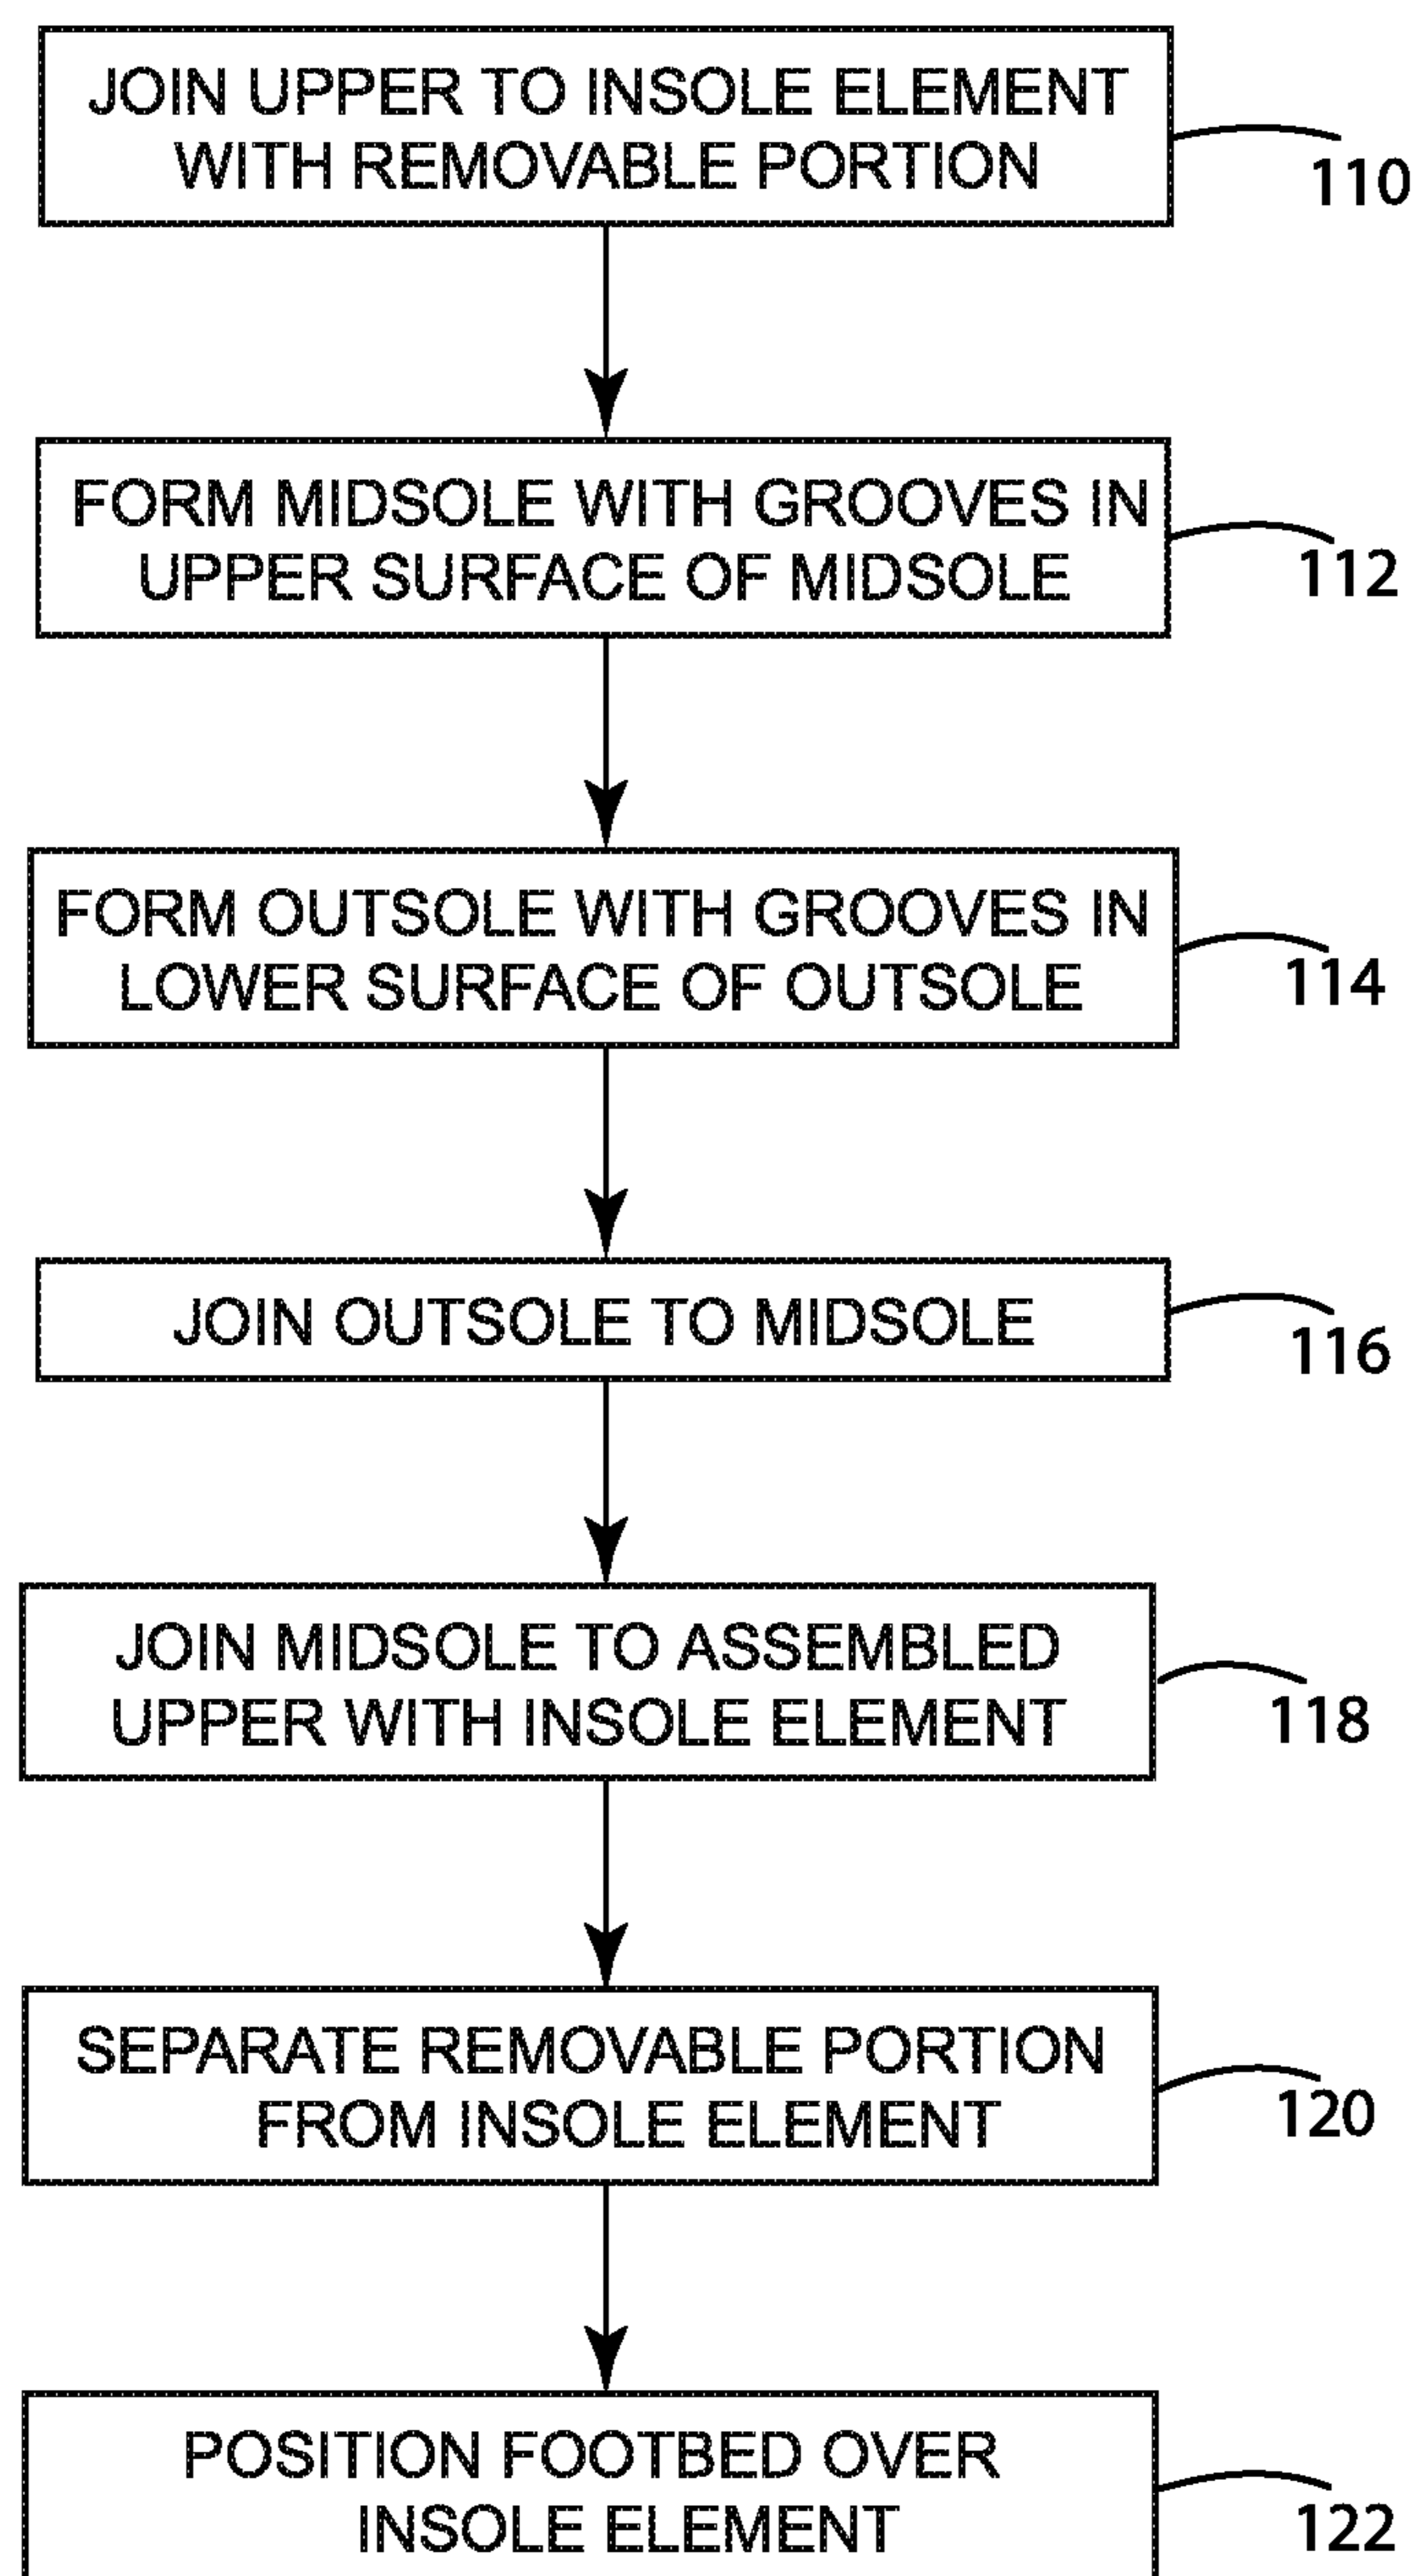 JOIN UPPER TO INSOLE ELEMENT
WITH REMOVABLE PORTION
110
FORM MIDSOLE WITH GROOVES IN
UPPER SURFACE OF MIDSOLE
112
FORM OUTSOLE WITH GROOVES IN
LOWER SURFACE OF OUTSOLE
114
JOIN OUTSOLE TO MIDSOLE
116
JOIN MIDSOLE TO ASSEMBLED
UPPER WITH INSOLE ELEMENT
118
SEPARATE REMOVABLE PORTION
FROM INSOLE ELEMENT
120
POSITION FOOTBED OVER
INSOLE ELEMENT
122